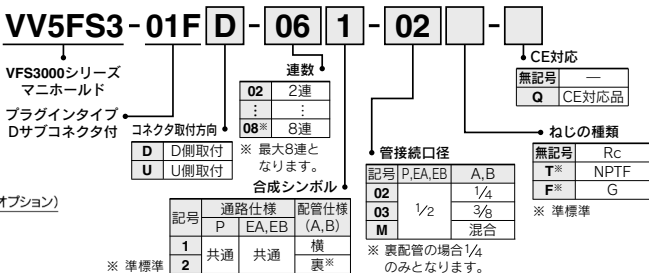 VV5FS3-01F D-06 1-02 □-□
VFS3000シリーズ
マニホールド
プラグインタイプ
Dサブコネクタ付
コネクタ取付方向
D D側取付
U U側取付
連数
02 2連
⋮ ⋮
08※ 8連
※ 最大8連と
なります。
合成シンボル
記号 通路仕様 配管仕様
P EA,EB (A,B)
1 共通 共通 横
2 裏※
※ 準標準
オプション)
管接続口径
記号 P,EA,EB A,B
02 1/2 1/4
03 3/8
M 混合
※ 裏配管の場合1/4
のみとなります。
CE対応
無記号 —
Q CE対応品
ねじの種類
無記号 Rc
T※ NPTF
F※ G
※ 準標準